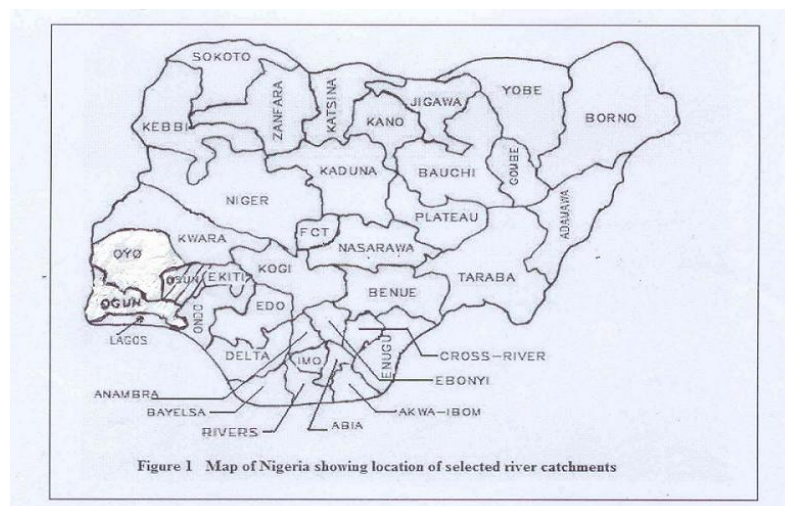 SOKOTO
ZANFARA
KATSINA
JIGAWA
YOBE
BORNO
KEBBI
KANO
KADUNA
BAUCHI
GOMBE
NIGER
PLATEAU
ADAMAWA
KWARA
FCT
NASARAWA
OYO
OSUN
EKITI
KOGI
TARABA
BENUE
OGUN
ONDO
EDO
LAGOS
DELTA
IMO
ENUGU
CROSS-RIVER
EBONYI
ANAMBRA
BAYELSA
AKWA-IBOM
RIVERS
ABIA
Figure 1 Map of Nigeria showing location of selected river catchments